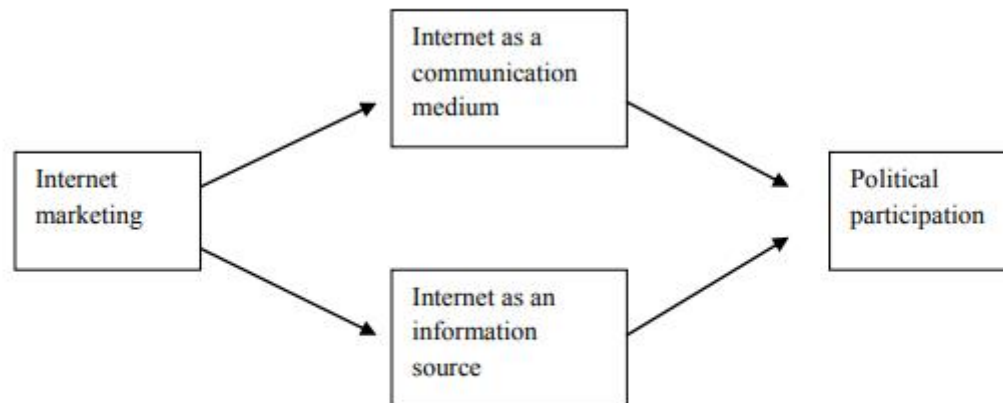 Internet as a
communication
medium
Internet
marketing
Political
participation
Internet as an
information
source